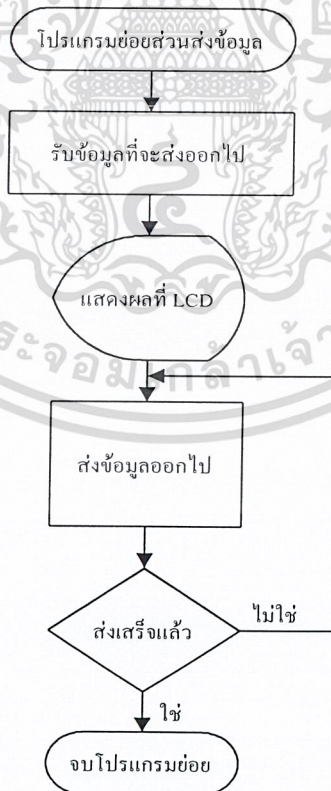 โปรแกรมย่อยส่วนส่งข้อมูล
รับข้อมูลที่จะส่งออกไป
แสดงผลที่ LCD
ส่งข้อมูลออกไป
ส่งเสร็จแล้ว
ไม่ใช่
ใช่
จบโปรแกรมย่อย